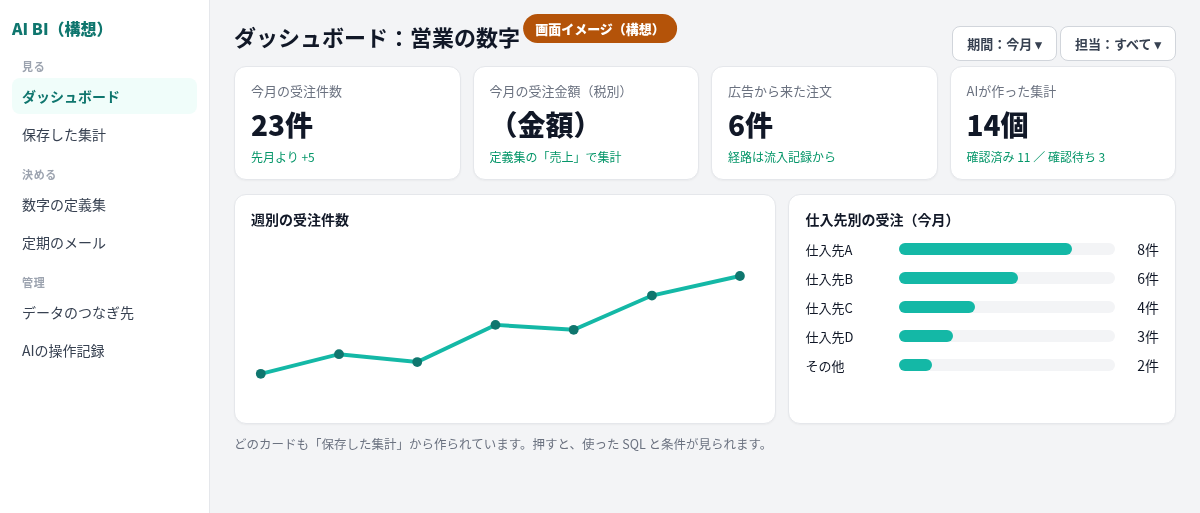 AI BI（構想）
見る
ダッシュボード
保存した集計
決める
数字の定義集
定期のメール
管理
データのつなぎ先
AIの操作記録
ダッシュボード：営業の数字
画面イメージ（構想）
期間：今月 ▾
担当：すべて ▾
今月の受注件数
23件
先月より +5
今月の受注金額（税別）
（金額）
定義集の「売上」で集計
広告から来た注文
6件
経路は流入記録から
AIが作った集計
14個
確認済み 11 ／ 確認待ち 3
週別の受注件数
仕入先別の受注（今月）
仕入先A 8件
仕入先B 6件
仕入先C 4件
仕入先D 3件
その他 2件
どのカードも「保存した集計」から作られています。押すと、使った SQL と条件が見られます。